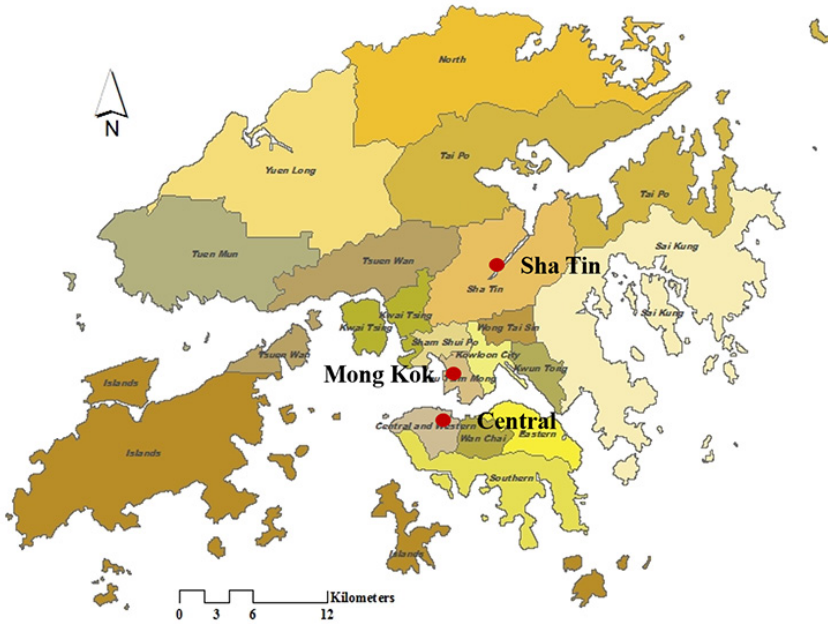 North
N
Tai Po
Yuen Long
Tai Po
Sai Kung
Tuen Mun
Tsuen Wan
Sha Tin
Sha Tin
Kwai Tsing
Kwai Tsing
Sai Kung
Wong Tai Sin
Sham Shui Po
Tsuen Wan
Kowloon City
Kwun Tong
Mong Kok
Mong
Islands
Central
Central and Western
Eastern
Wan Chai
Islands
Southern
Islands
Kilometers
0 3 6 12